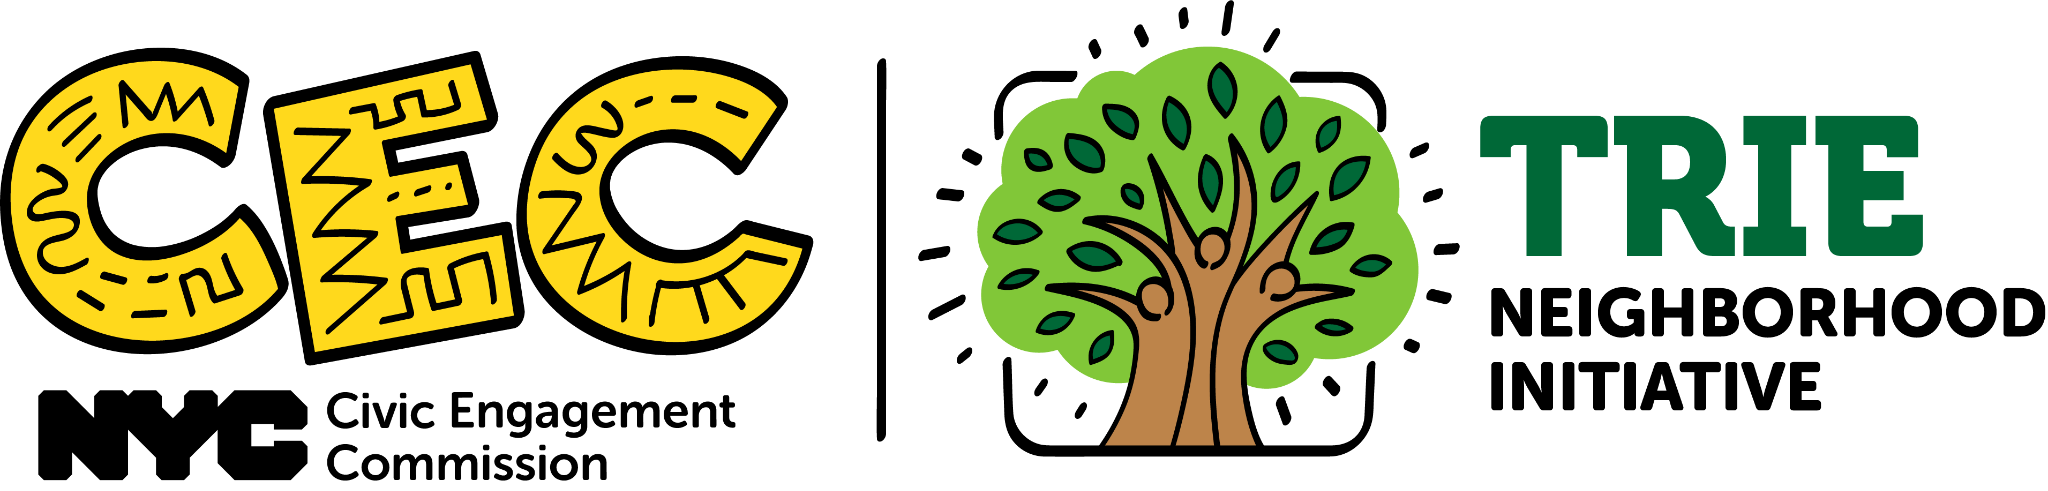 CEC
NYC Civic Engagement
Commission
TRIE
NEIGHBORHOOD
INITIATIVE